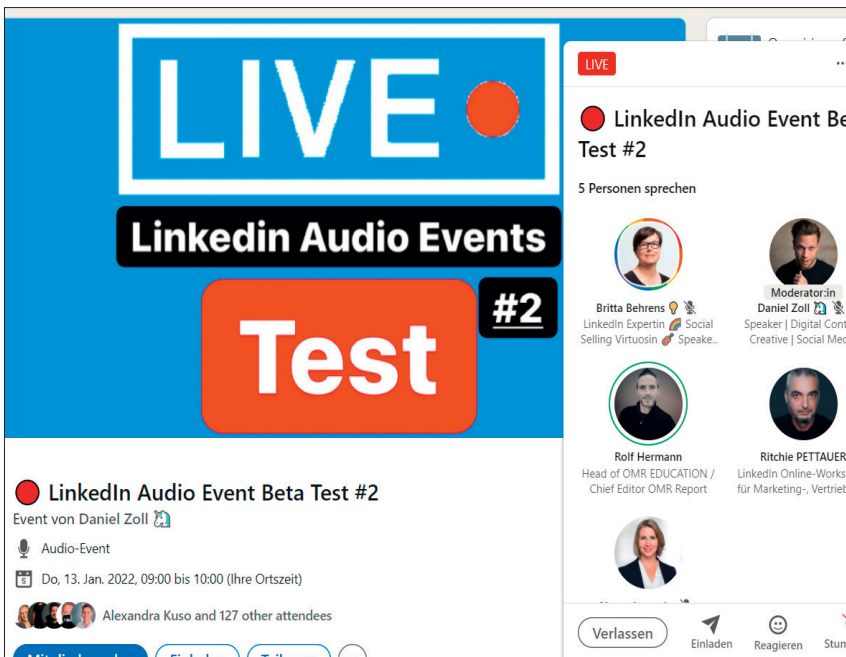 LIVE
Linkedin Audio Events
#2
Test
LinkedIn Audio Event Beta Test #2
Event von Daniel Zoll
Audio-Event
5
Do, 13. Jan. 2022, 09:00 bis 10:00 (Ihre Ortszeit)
Alexandra Kuso and 127 other attendees
LIVE
LinkedIn Audio Event Be
Test #2
5 Personen sprechen
Britta Behrens
LinkedIn Expertin Social
Selling Virtuosin Speake..
Moderator:in
Daniel Zoll
Speaker | Digital Cont
Creative | Social Med
Rolf Hermann
Head of OMR EDUCATION /
Chief Editor OMR Report
Ritchie PETTAUER
LinkedIn Online-Works
für Marketing-, Vertrieb
Verlassen
Einladen
Reagieren
Stum